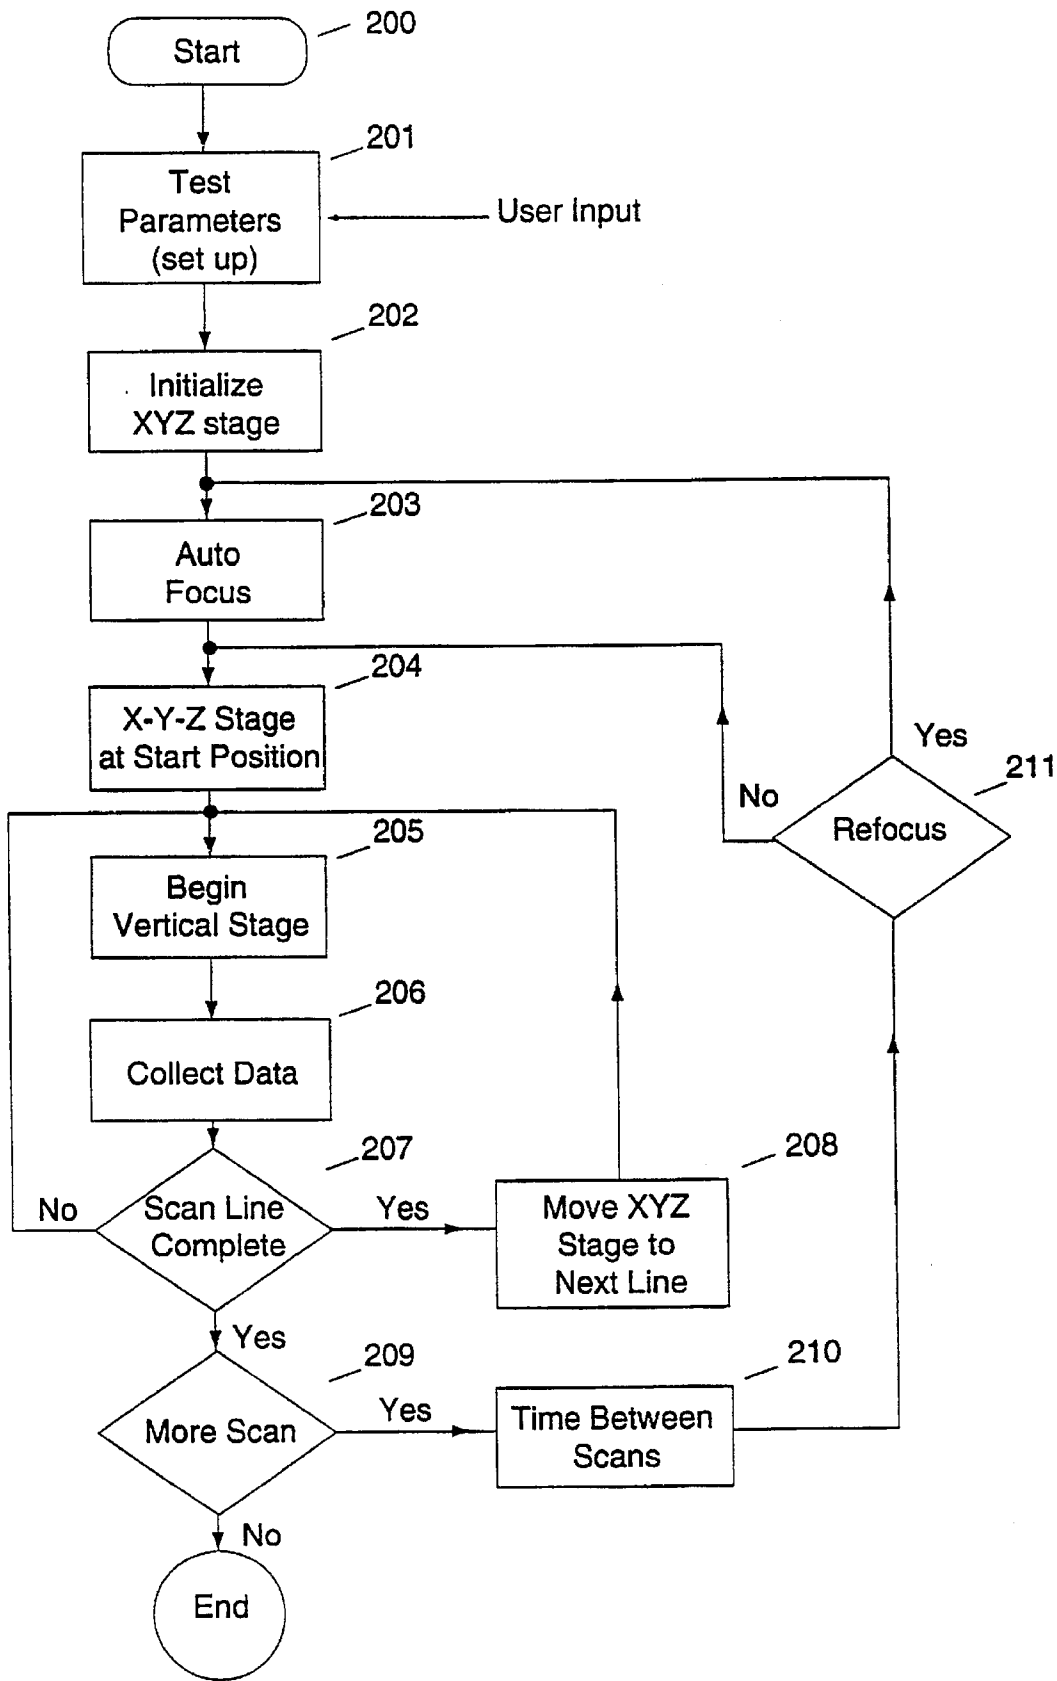 Start
200
201
Test
Parameters
(set up)
User Input
202
Initialize
XYZ stage
203
Auto
Focus
204
X-Y-Z Stage
at Start Position
Yes
211
No
Refocus
205
Begin
Vertical Stage
206
Collect Data
207
208
No
Scan Line
Complete
Yes
Move XYZ
Stage to
Next Line
Yes
209
210
More Scan
Yes
Time Between
Scans
No
End